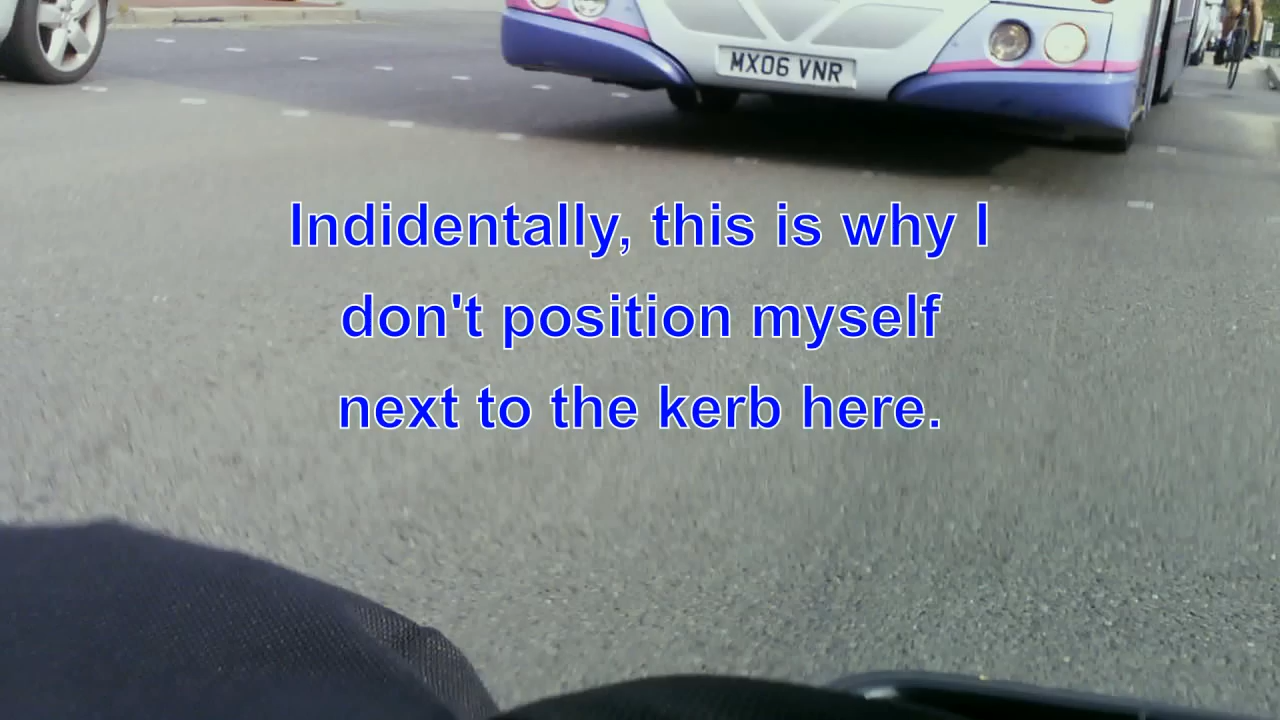 MX06 VNR
Indidentally, this is why I
don't position myself
next to the kerb here.